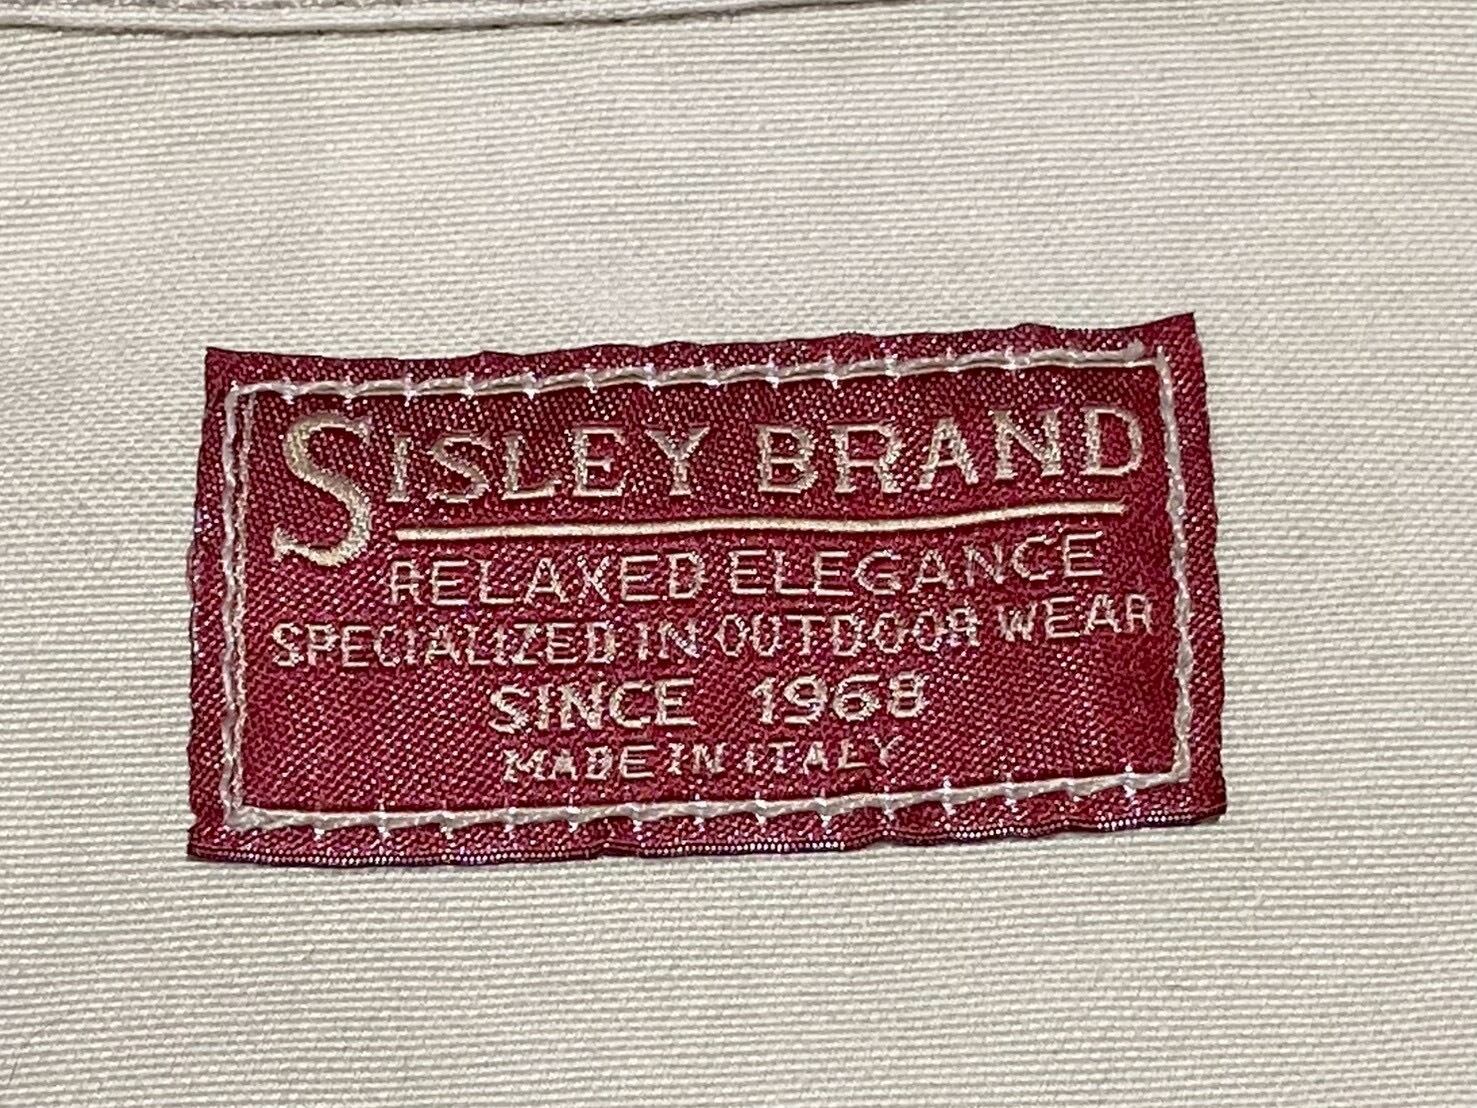 SISLEY BRAND
RELAXED ELEGANCE
SPECIALIZED IN OUTDOOR WEAR
SINCE 1968
MADE IN ITALY